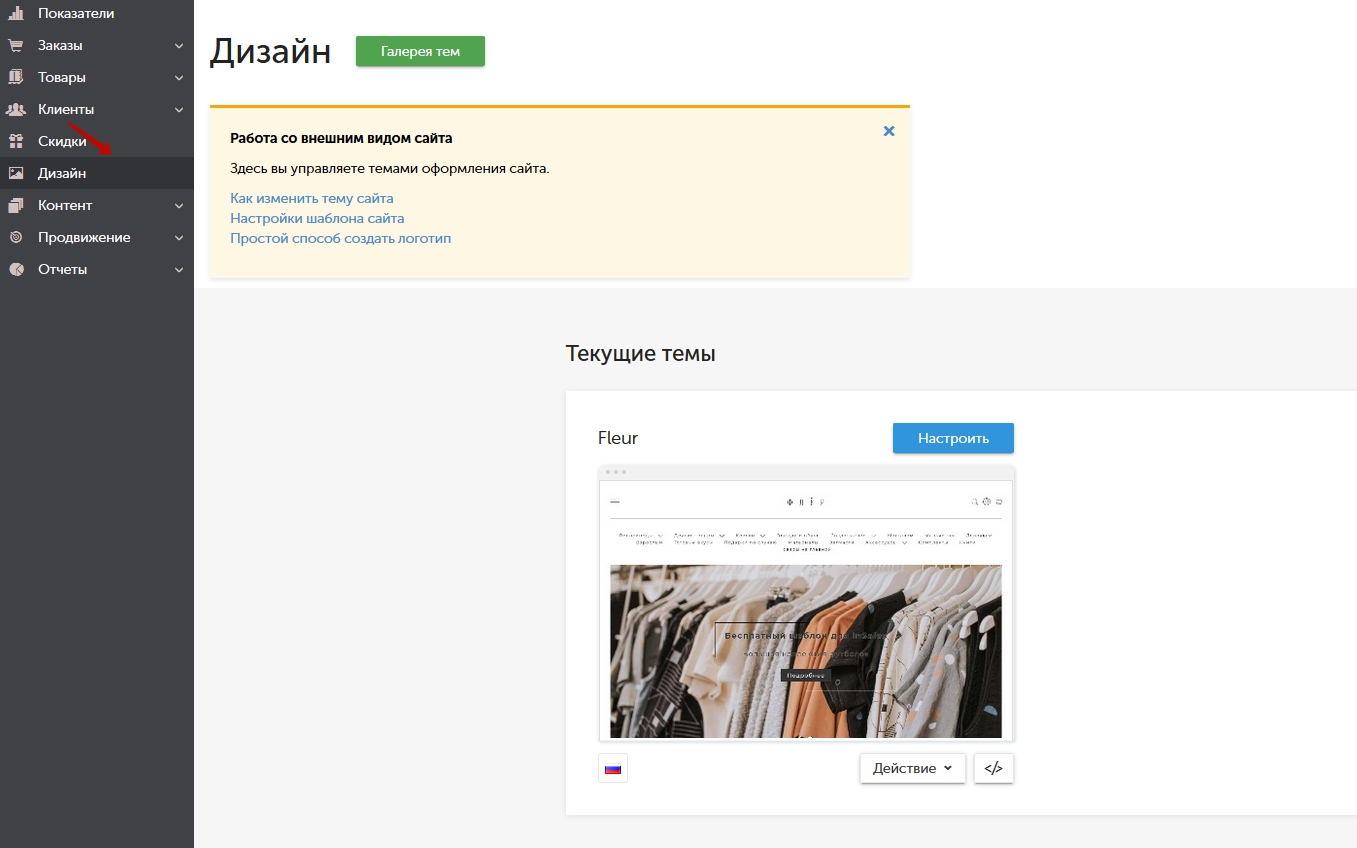 Показатели
Заказы
Товары
Клиенты
Скидки
Дизайн
Контент
Продвижение
Отчеты
Дизайн
Галерея тем
Работа со внешним видом сайта
Здесь вы управляете темами оформления сайта.
Как изменить тему сайта
Настройки шаблона сайта
Простой способ создать логотип
Текущие темы
Fleur
Настроить
Бесплатный шаблон для InSales
Подробнее
Действие
</>